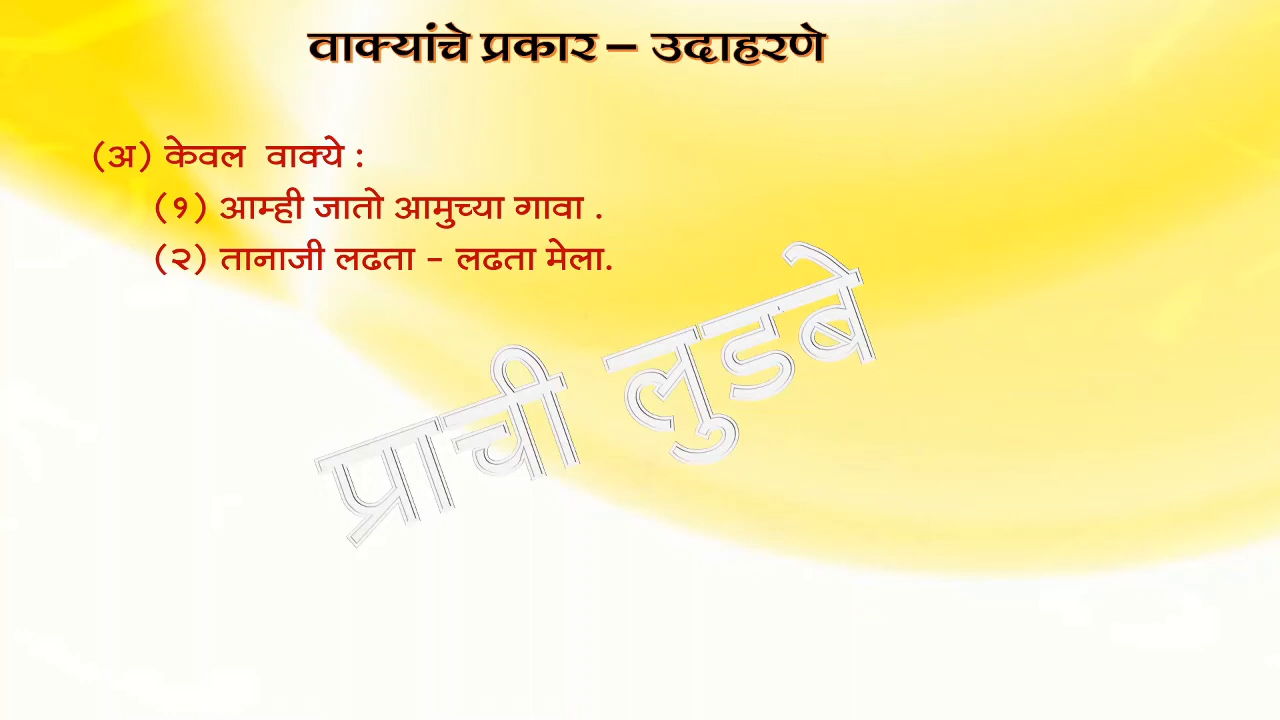 वाक्यांचे प्रकार – उदाहरणे
(अ) केवल वाक्ये :
(१) आम्ही जातो आमुच्या गावा .
(२) तानाजी लढता - लढता मेला.
प्राची लुडबे